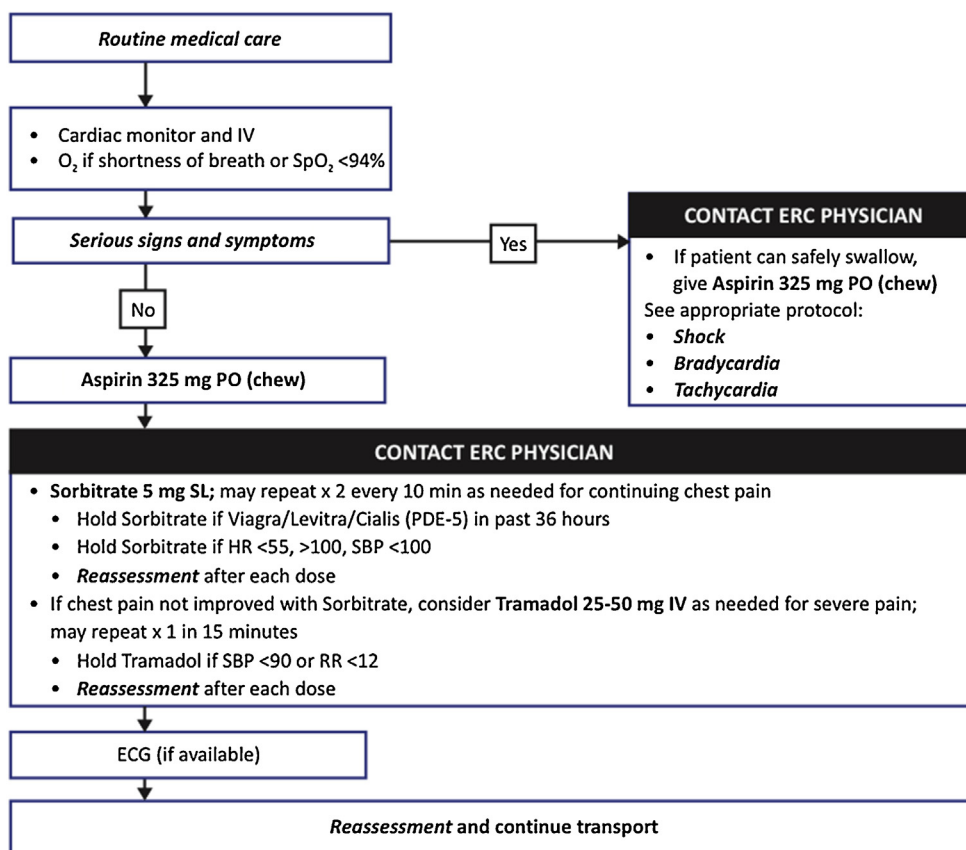 Routine medical care
• Cardiac monitor and IV
• O₂ if shortness of breath or SpO₂ <94%
Serious signs and symptoms
Yes
CONTACT ERC PHYSICIAN
• If patient can safely swallow,
give Aspirin 325 mg PO (chew)
See appropriate protocol:
• Shock
• Bradycardia
• Tachycardia
No
Aspirin 325 mg PO (chew)
CONTACT ERC PHYSICIAN
• Sorbitrate 5 mg SL; may repeat x 2 every 10 min as needed for continuing chest pain
• Hold Sorbitrate if Viagra/Levitra/Cialis (PDE-5) in past 36 hours
• Hold Sorbitrate if HR <55, >100, SBP <100
• Reassessment after each dose
• If chest pain not improved with Sorbitrate, consider Tramadol 25-50 mg IV as needed for severe pain;
may repeat x 1 in 15 minutes
• Hold Tramadol if SBP <90 or RR <12
• Reassessment after each dose
ECG (if available)
Reassessment and continue transport